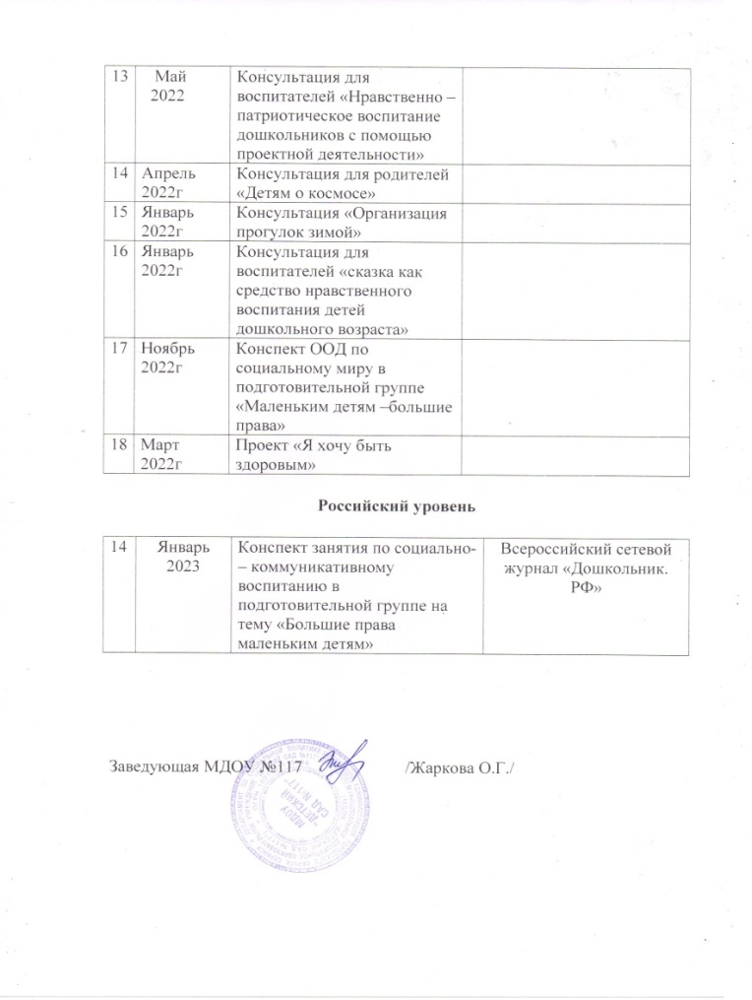 13 Май Консультация для
2022 воспитателей «Нравственно –
патриотическое воспитание
дошкольников с помощью
проектной деятельности»
14 Апрель Консультация для родителей
2022г «Детям о космосе»
15 Январь Консультация «Организация
2022г прогулок зимой»
16 Январь Консультация для
2022г воспитателей «сказка как
средство нравственного
воспитания детей
дошкольного возраста»
17 Ноябрь Конспект ООД по
2022г социальному миру в
подготовительной группе
«Маленьким детям –большие
права»
18 Март Проект «Я хочу быть
2022г здоровым»
Российский уровень
14 Январь Конспект занятия по социально- Всероссийский сетевой
2023 – коммуникативному журнал «Дошкольник.
воспитанию в РФ»
подготовительной группе на
тему «Большие права
маленьким детям»
Заведующая МДОУ №117 /Жаркова О.Г./
МДОУ
"ДЕТСКИЙ
САД №117"